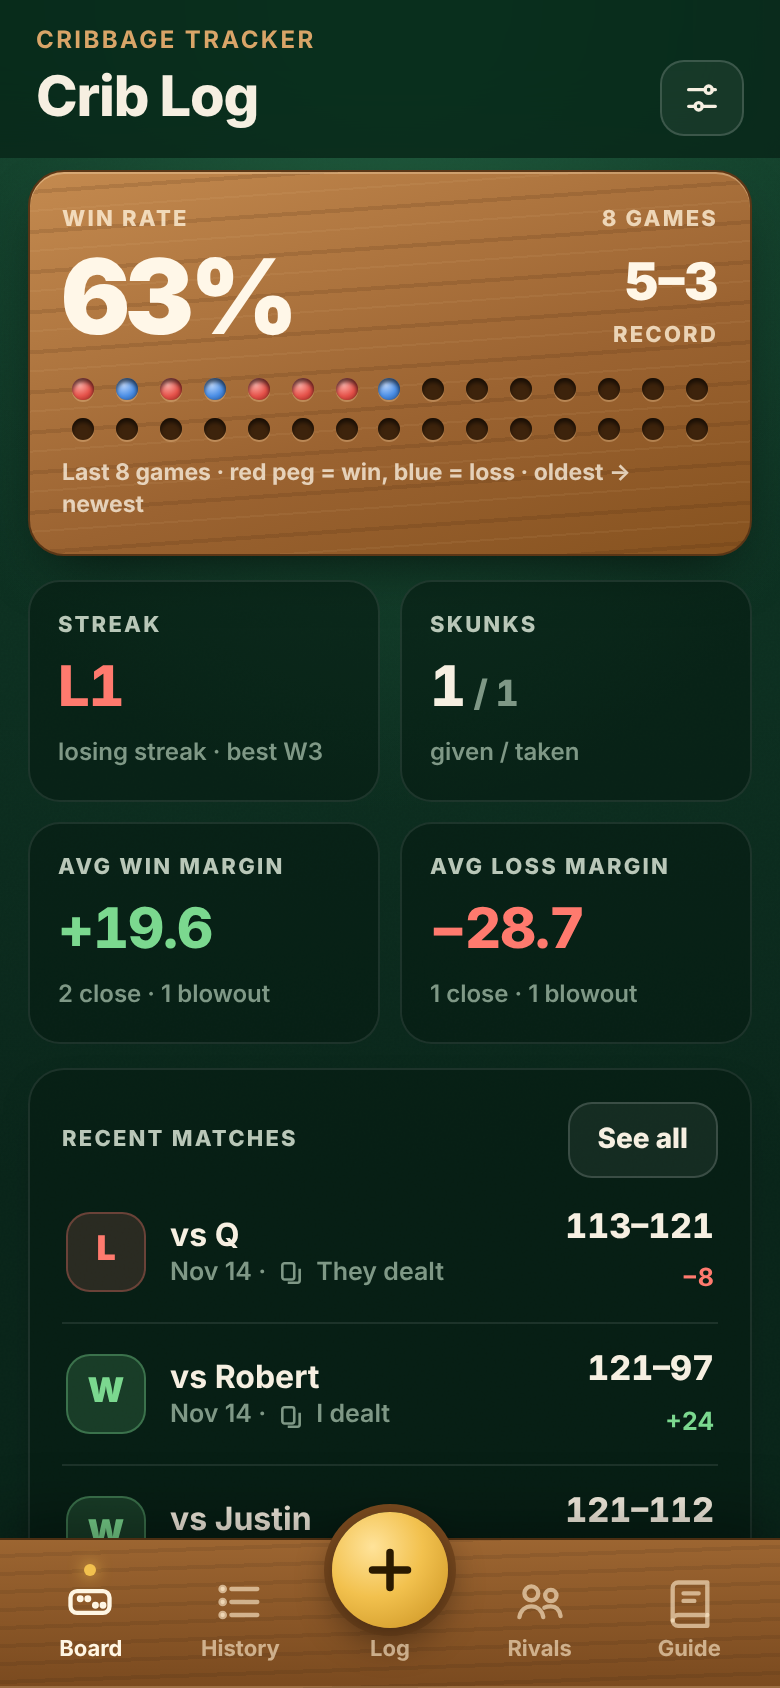 CRIBBAGE TRACKER
Crib Log
WIN RATE
8 GAMES
63%
5–3
RECORD
Last 8 games · red peg = win, blue = loss · oldest →
newest
STREAK
L1
losing streak · best W3
SKUNKS
1 / 1
given / taken
AVG WIN MARGIN
+19.6
2 close · 1 blowout
AVG LOSS MARGIN
−28.7
1 close · 1 blowout
RECENT MATCHES
See all
L
vs Q
113–121
Nov 14 · They dealt
−8
W
vs Robert
121–97
Nov 14 · I dealt
+24
W
vs Justin
121–112
Board
History
Log
Rivals
Guide